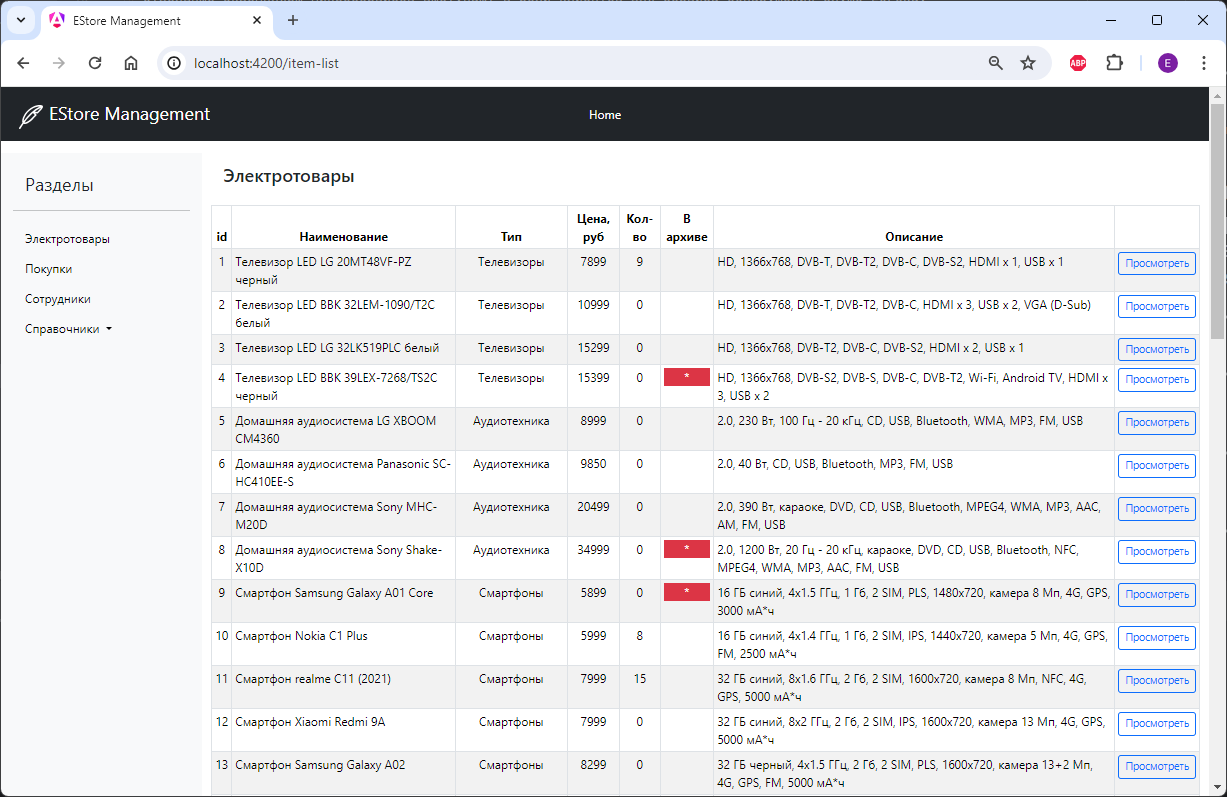 EStore Management
localhost:4200/item-list
ABP
E
EStore Management
Home
Разделы
Электротовары
Покупки
Сотрудники
Справочники
Электротовары
id Наименование Тип Цена, руб Кол-во В архиве Описание
1 Телевизор LED LG 20MT48VF-PZ черный Телевизоры 7899 9 HD, 1366x768, DVB-T, DVB-T2, DVB-C, DVB-S2, HDMI x 1, USB x 1 Просмотреть
2 Телевизор LED BBK 32LEM-1090/T2C белый Телевизоры 10999 0 HD, 1366x768, DVB-T, DVB-T2, DVB-C, HDMI x 3, USB x 2, VGA (D-Sub) Просмотреть
3 Телевизор LED LG 32LK519PLC белый Телевизоры 15299 0 HD, 1366x768, DVB-T2, DVB-C, DVB-S2, HDMI x 2, USB x 1 Просмотреть
4 Телевизор LED BBK 39LEX-7268/TS2C черный Телевизоры 15399 0 * HD, 1366x768, DVB-S2, DVB-S, DVB-C, DVB-T2, Wi-Fi, Android TV, HDMI x 3, USB x 2 Просмотреть
5 Домашняя аудиосистема LG XBOOM CM4360 Аудиотехника 8999 0 2.0, 230 Вт, 100 Гц - 20 кГц, CD, USB, Bluetooth, WMA, MP3, FM, USB Просмотреть
6 Домашняя аудиосистема Panasonic SC-HC410EE-S Аудиотехника 9850 0 2.0, 40 Вт, CD, USB, Bluetooth, MP3, FM, USB Просмотреть
7 Домашняя аудиосистема Sony MHC-M20D Аудиотехника 20499 0 2.0, 390 Вт, караоке, DVD, CD, USB, Bluetooth, MPEG4, WMA, MP3, AAC, AM, FM, USB Просмотреть
8 Домашняя аудиосистема Sony Shake-X10D Аудиотехника 34999 0 * 2.0, 1200 Вт, 20 Гц - 20 кГц, караоке, DVD, CD, USB, Bluetooth, NFC, MPEG4, WMA, MP3, AAC, FM, USB Просмотреть
9 Смартфон Samsung Galaxy A01 Core Смартфоны 5899 0 * 16 ГБ синий, 4x1.5 ГГц, 1 Гб, 2 SIM, PLS, 1480x720, камера 8 Мп, 4G, GPS, 3000 мА*ч Просмотреть
10 Смартфон Nokia C1 Plus Смартфоны 5999 8 16 ГБ синий, 4x1.4 ГГц, 1 Гб, 2 SIM, IPS, 1440x720, камера 5 Мп, 4G, GPS, FM, 2500 мА*ч Просмотреть
11 Смартфон realme C11 (2021) Смартфоны 7999 15 32 ГБ синий, 8x1.6 ГГц, 2 Гб, 2 SIM, 1600x720, камера 8 Мп, NFC, 4G, GPS, 5000 мА*ч Просмотреть
12 Смартфон Xiaomi Redmi 9A Смартфоны 7999 0 32 ГБ синий, 8x2 ГГц, 2 Гб, 2 SIM, IPS, 1600x720, камера 13 Мп, 4G, GPS, 5000 мА*ч Просмотреть
13 Смартфон Samsung Galaxy A02 Смартфоны 8299 0 32 ГБ черный, 4x1.5 ГГц, 2 Гб, 2 SIM, PLS, 1600x720, камера 13+2 Мп, 4G, GPS, FM, 5000 мА*ч Просмотреть